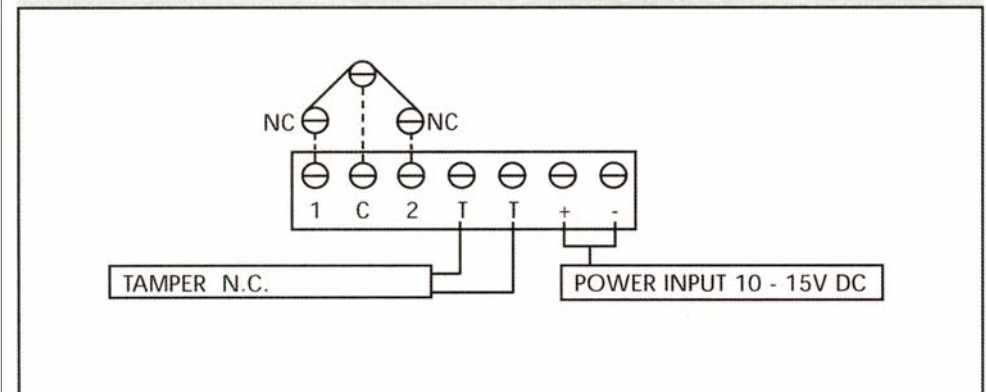 NC NC
1 C 2 T T + -
TAMPER N.C.
POWER INPUT 10 - 15V DC